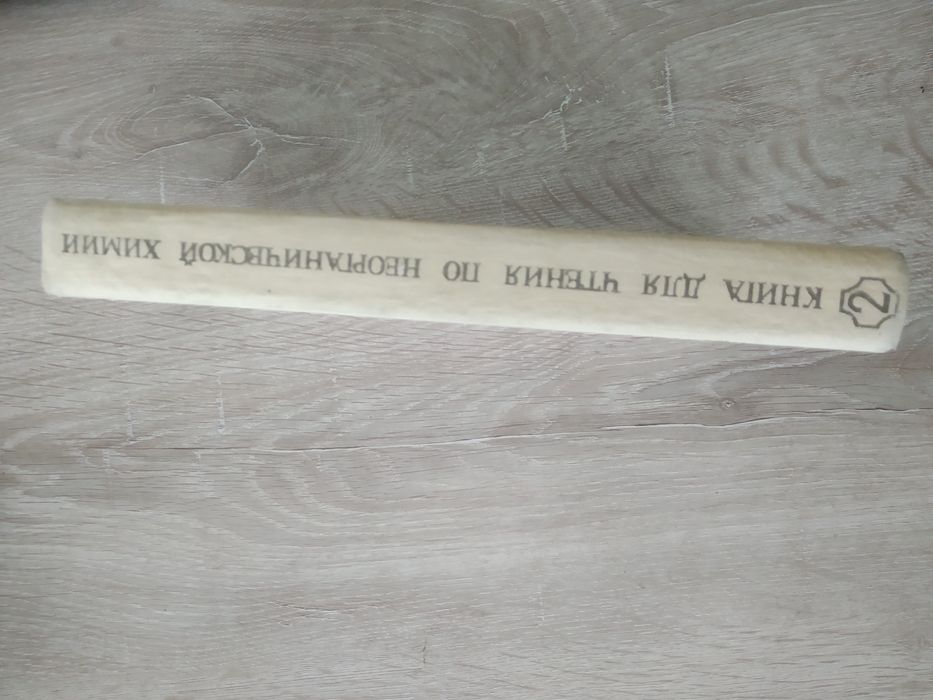 2 КНИГА ДЛЯ ЧТЕНИЯ ПО НЕОРГАНИЧЕСКОЙ ХИМИИ